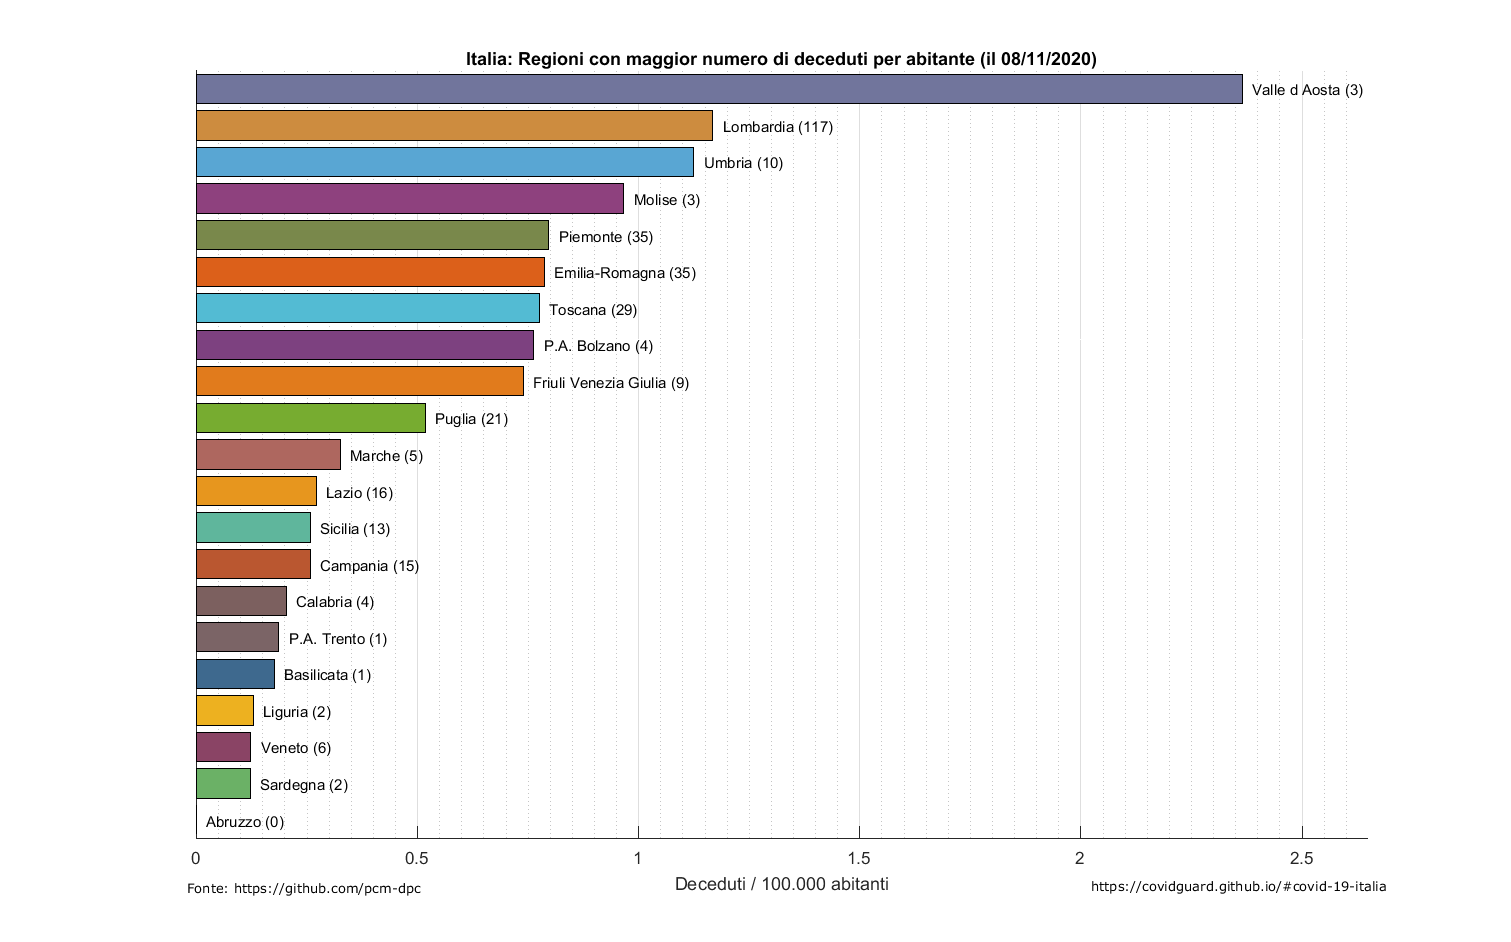 Italia: Regioni con maggior numero di deceduti per abitante (il 08/11/2020)
Valle d Aosta (3)
Lombardia (117)
Umbria (10)
Molise (3)
Piemonte (35)
Emilia-Romagna (35)
Toscana (29)
P.A. Bolzano (4)
Friuli Venezia Giulia (9)
Puglia (21)
Marche (5)
Lazio (16)
Sicilia (13)
Campania (15)
Calabria (4)
P.A. Trento (1)
Basilicata (1)
Liguria (2)
Veneto (6)
Sardegna (2)
Abruzzo (0)
0 0.5 1 1.5 2 2.5
Deceduti / 100.000 abitanti
Fonte: https://github.com/pcm-dpc
https://covidguard.github.io/#covid-19-italia